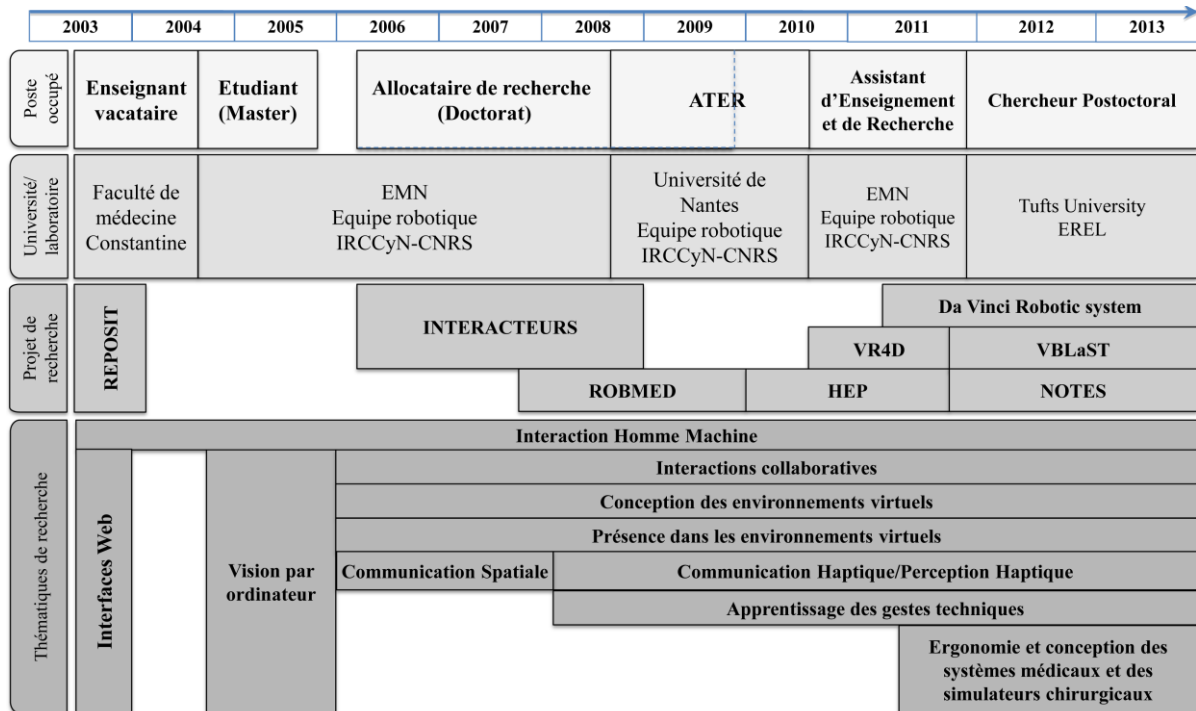 2003 2004 2005 2006 2007 2008 2009 2010 2011 2012 2013
Poste
occupé
Enseignant
vacataire
Etudiant
(Master)
Allocataire de recherche
(Doctorat)
ATER
Assistant
d’Enseignement
et de Recherche
Chercheur Postoctoral
Université/
laboratoire
Faculté de
médecine
Constantine
EMN
Equipe robotique
IRCCyN-CNRS
Université de
Nantes
Equipe robotique
IRCCyN-CNRS
EMN
Equipe robotique
IRCCyN-CNRS
Tufts University
EREL
Projet de
recherche
REPOSIT
INTERACTEURS
Da Vinci Robotic system
VR4D
VBLaST
ROBMED
HEP
NOTES
Thématiques de recherche
Interaction Homme Machine
Interfaces Web
Vision par
ordinateur
Interactions collaboratives
Conception des environnements virtuels
Présence dans les environnements virtuels
Communication Spatiale
Communication Haptique/Perception Haptique
Apprentissage des gestes techniques
Ergonomie et conception des
systèmes médicaux et des
simulateurs chirurgicaux